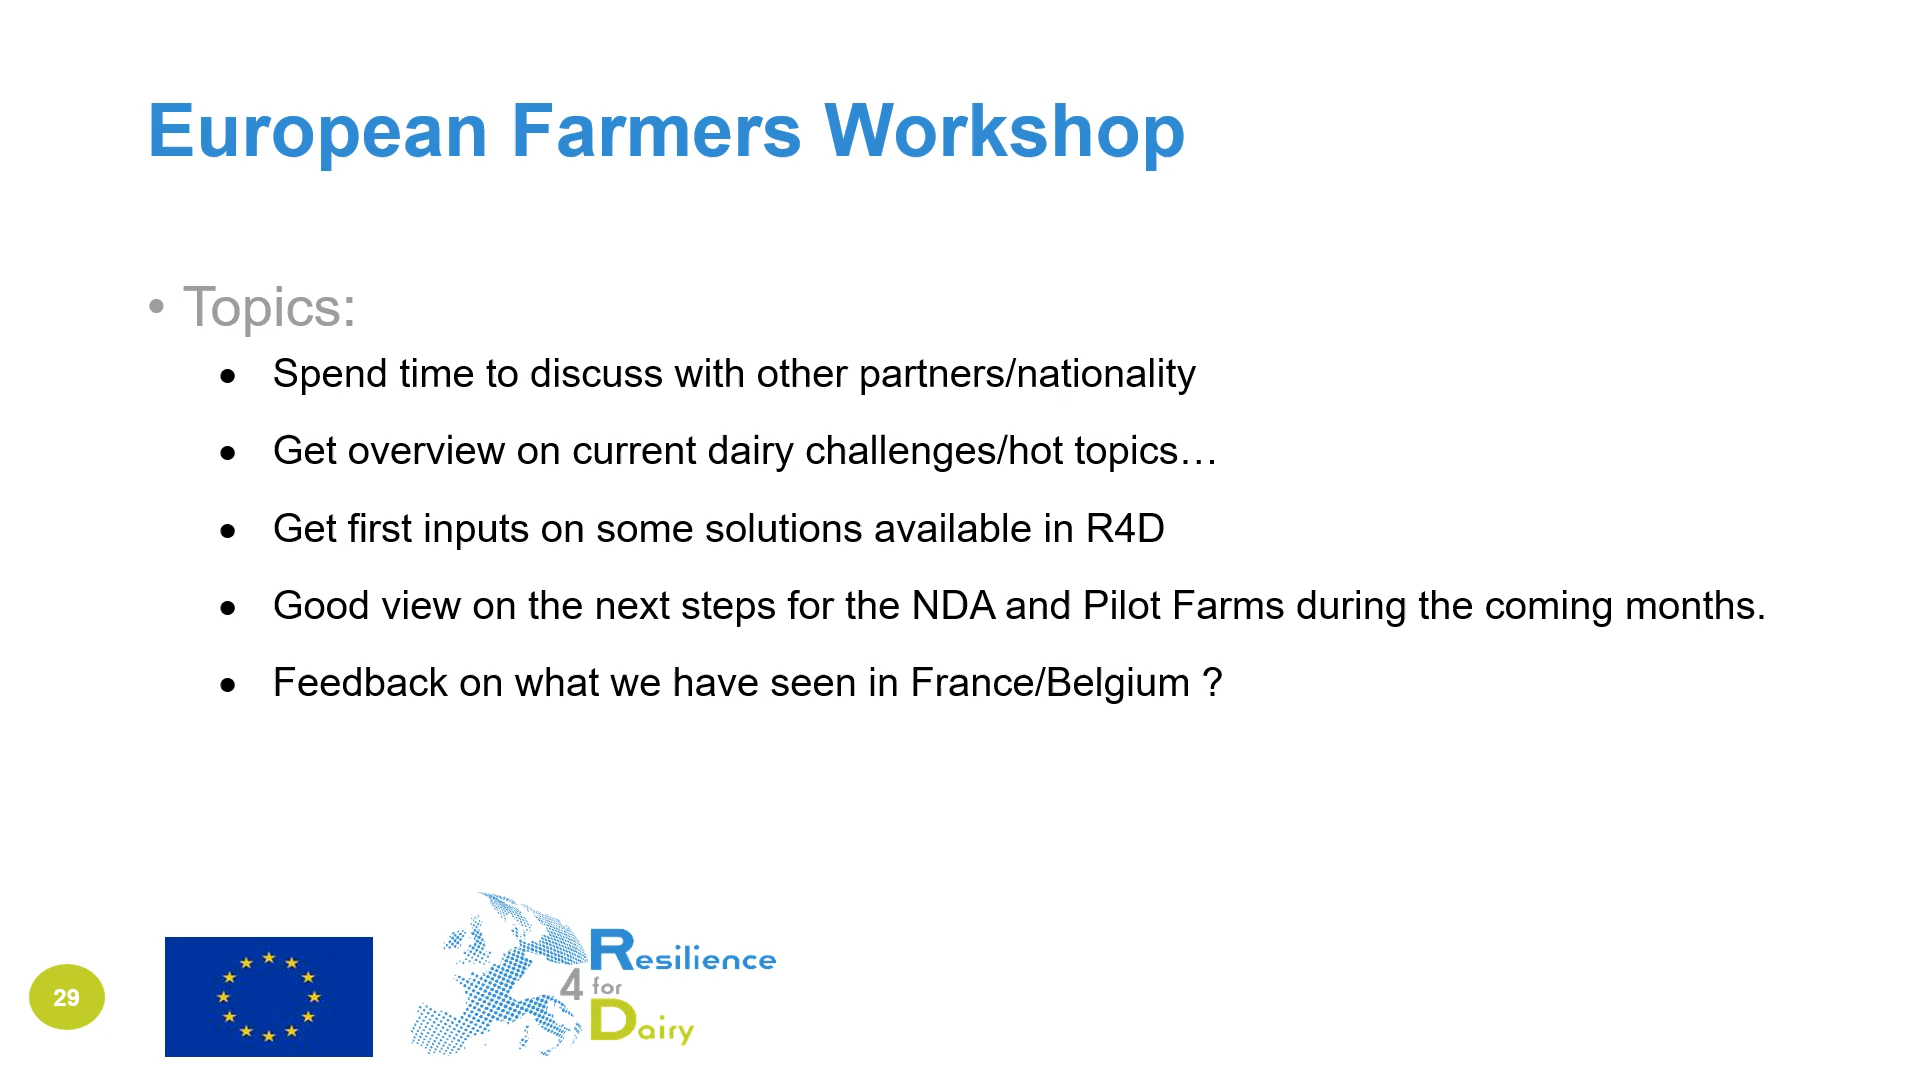 European Farmers Workshop
• Topics:
• Spend time to discuss with other partners/nationality
• Get overview on current dairy challenges/hot topics…
• Get first inputs on some solutions available in R4D
• Good view on the next steps for the NDA and Pilot Farms during the coming months.
• Feedback on what we have seen in France/Belgium ?
29
Resilience
4 for
Dairy